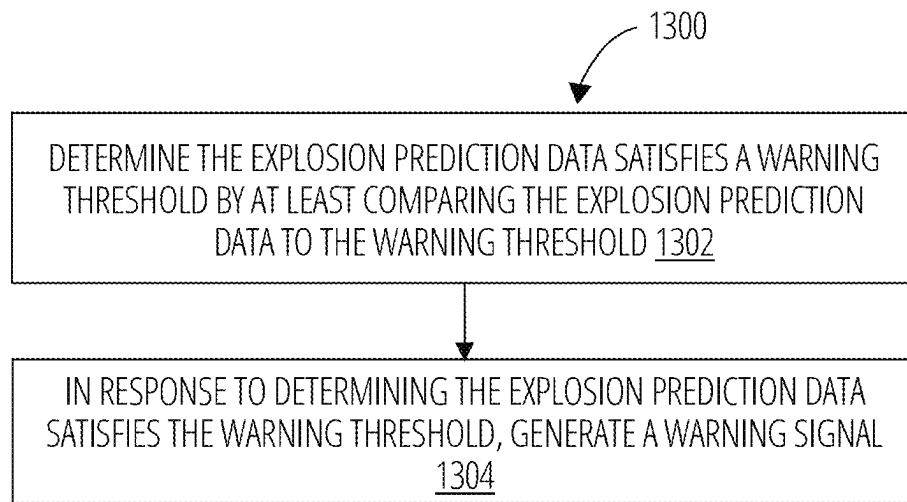 1300
DETERMINE THE EXPLOSION PREDICTION DATA SATISFIES A WARNING
THRESHOLD BY AT LEAST COMPARING THE EXPLOSION PREDICTION
DATA TO THE WARNING THRESHOLD 1302
IN RESPONSE TO DETERMINING THE EXPLOSION PREDICTION DATA
SATISFIES THE WARNING THRESHOLD, GENERATE A WARNING SIGNAL
1304